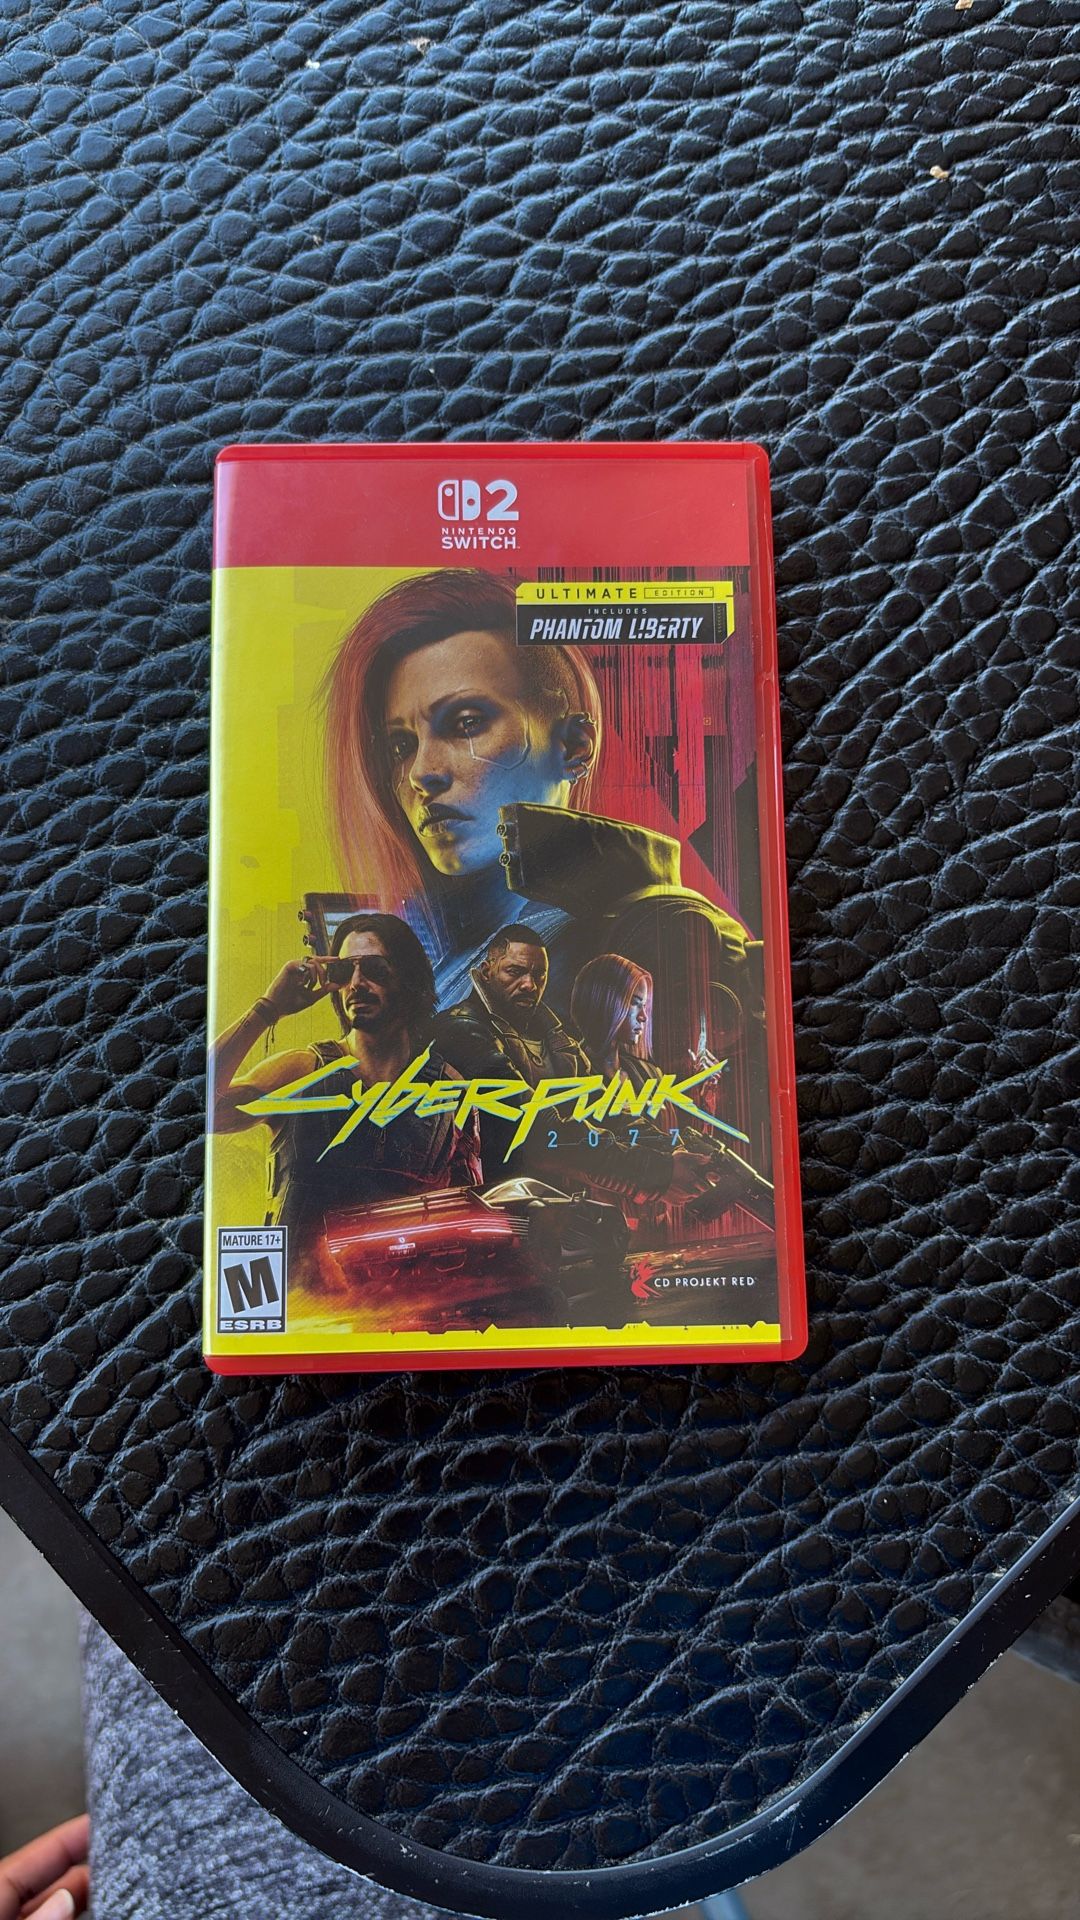 2
NINTENDO
SWITCH
ULTIMATE EDITION
INCLUDES
PHANTOM LIBERTY
CYBERPUNK
2077
MATURE 17+
M
ESRB
CD PROJEKT RED